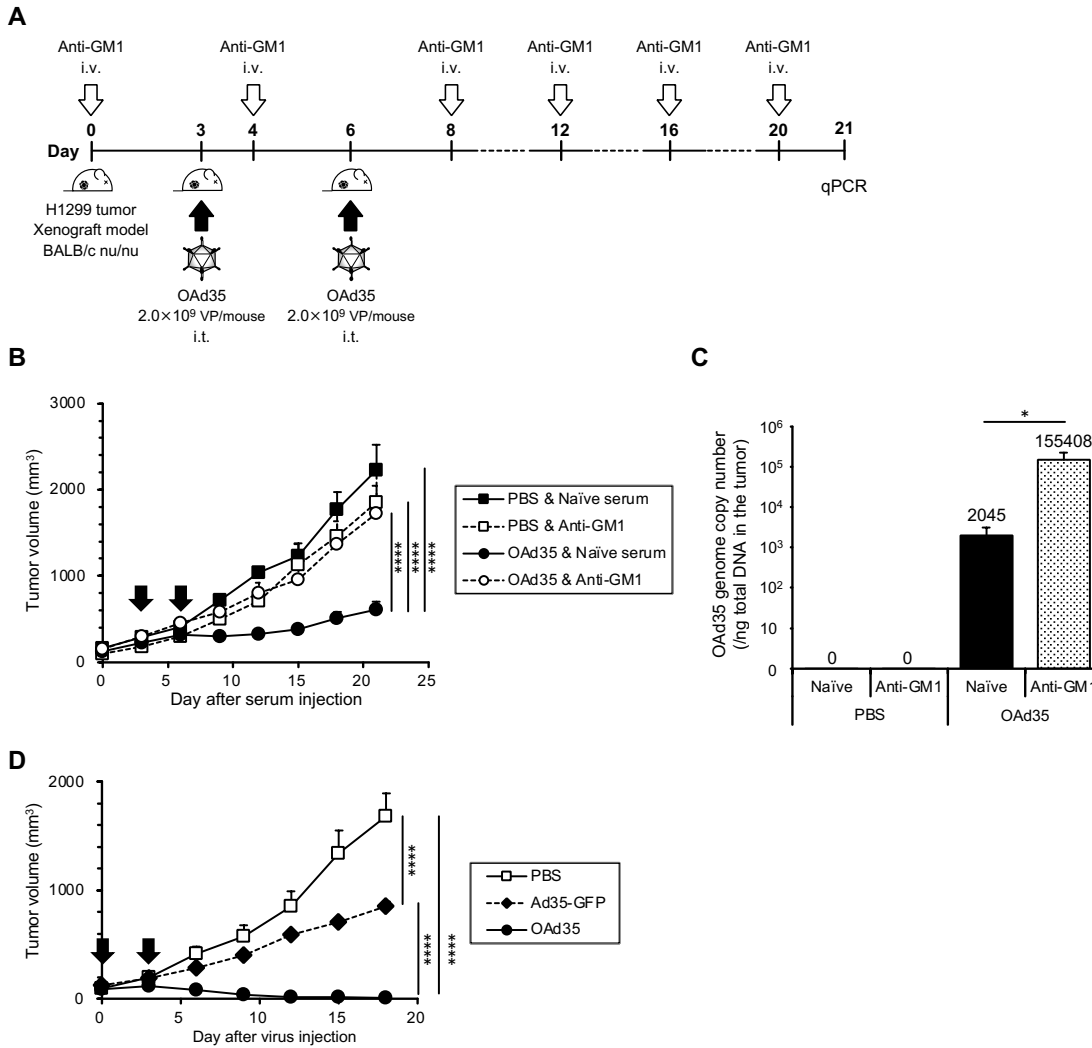 A
Anti-GM1 Anti-GM1 Anti-GM1 Anti-GM1 Anti-GM1 Anti-GM1
i.v. i.v. i.v. i.v. i.v. i.v.
0 3 4 6 8 12 16 20 21
Day
qPCR
H1299 tumor
Xenograft model
BALB/c nu/nu
OAd35 OAd35
2.0×10⁹ VP/mouse 2.0×10⁹ VP/mouse
i.t. i.t.
B
Tumor volume (mm³)
3000
2000
1000
0
0 5 10 15 20 25
Day after serum injection
****
****
****
PBS & Naïve serum
PBS & Anti-GM1
OAd35 & Naïve serum
OAd35 & Anti-GM1
C
OAd35 genome copy number
(/ng total DNA in the tumor)
10⁶
10⁵
10⁴
10³
10²
10
0
*
0 0 2045 155408
Naïve Anti-GM1 Naïve Anti-GM1
PBS OAd35
D
Tumor volume (mm³)
2000
1000
0
0 5 10 15 20
Day after virus injection
****
****
****
PBS
Ad35-GFP
OAd35